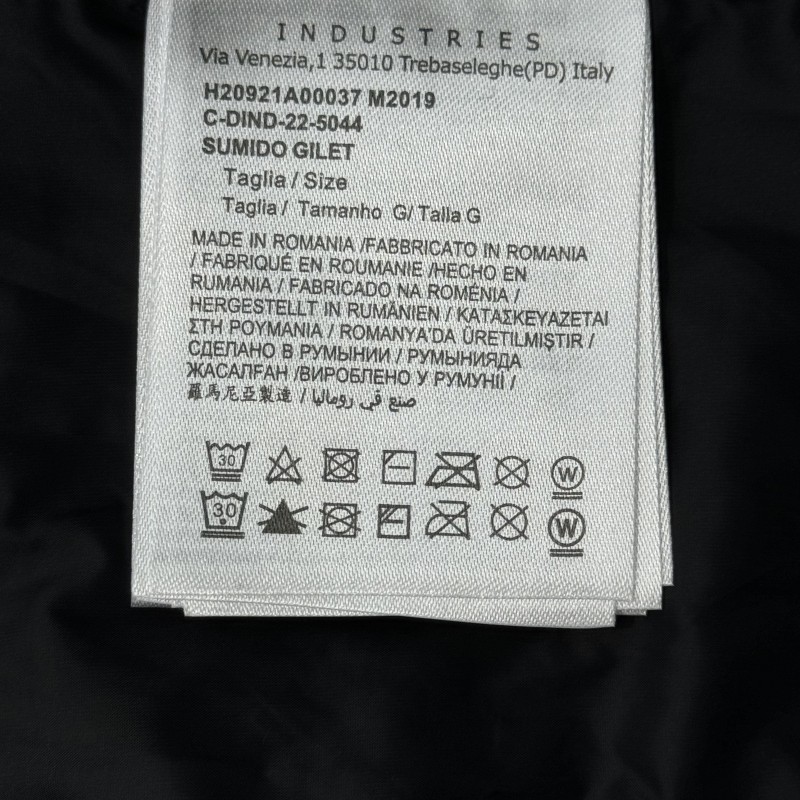 INDUSTRIES
Via Venezia,1 35010 Trebaseleghe(PD) Italy
H20921A00037 M2019
C-DIND-22-5044
SUMIDO GILET
Taglia / Size
Taglia / Tamanho G/ Talla G
MADE IN ROMANIA /FABBRICATO IN ROMANIA
/ FABRIQUÉ EN ROUMANIE /HECHO EN
RUMANIA / FABRICADO NA ROMÉNIA /
HERGESTELLT IN RUMÄNIEN / ΚΑΤΑΣΚΕΥΑΖΕΤΑΙ
ΣΤΗ ΡΟΥΜΑΝΙΑ / ROMANYA'DA ÜRETILMIŞTIR /
СДЕЛАНО В РУМЫНИИ / РУМЫНИЯДА
ЖАСАЛҒАН /ВИРОБЛЕНО У РУМУНІЇ /
羅馬尼亞製造 / صنع في رومانيا
30 W
30 W